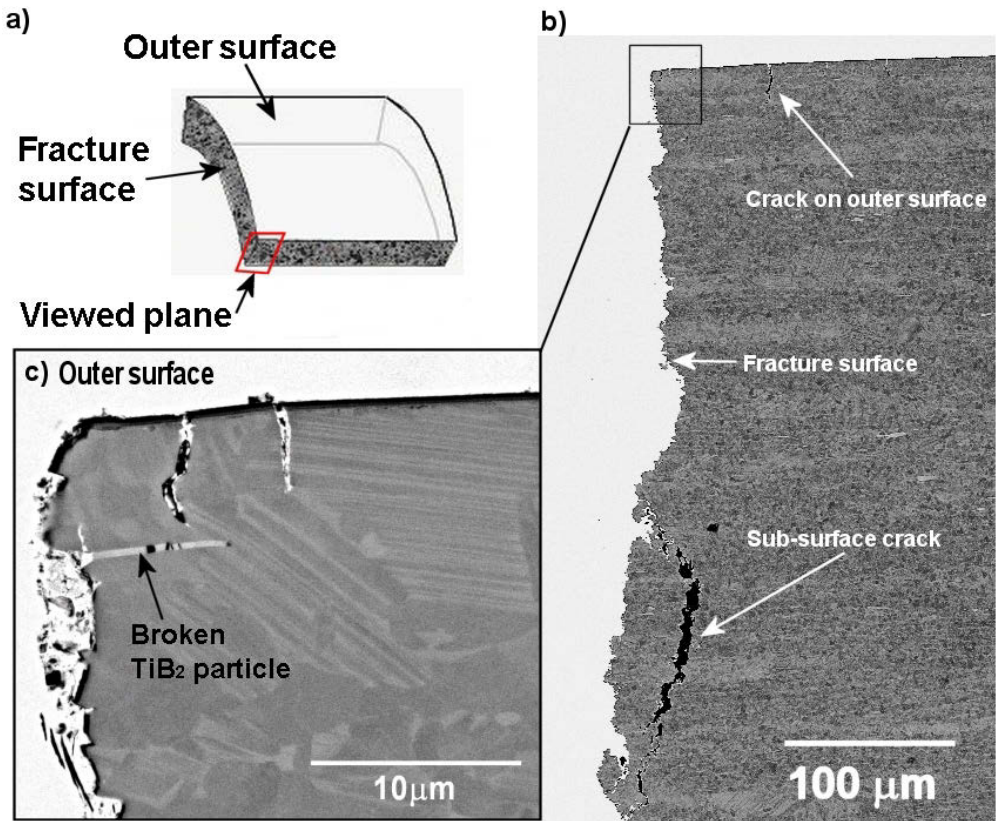 a)
Outer surface
Fracture
surface
Viewed plane
b)
Crack on outer surface
Fracture surface
Sub-surface crack
100 μm
c) Outer surface
Broken
TiB₂ particle
10μm